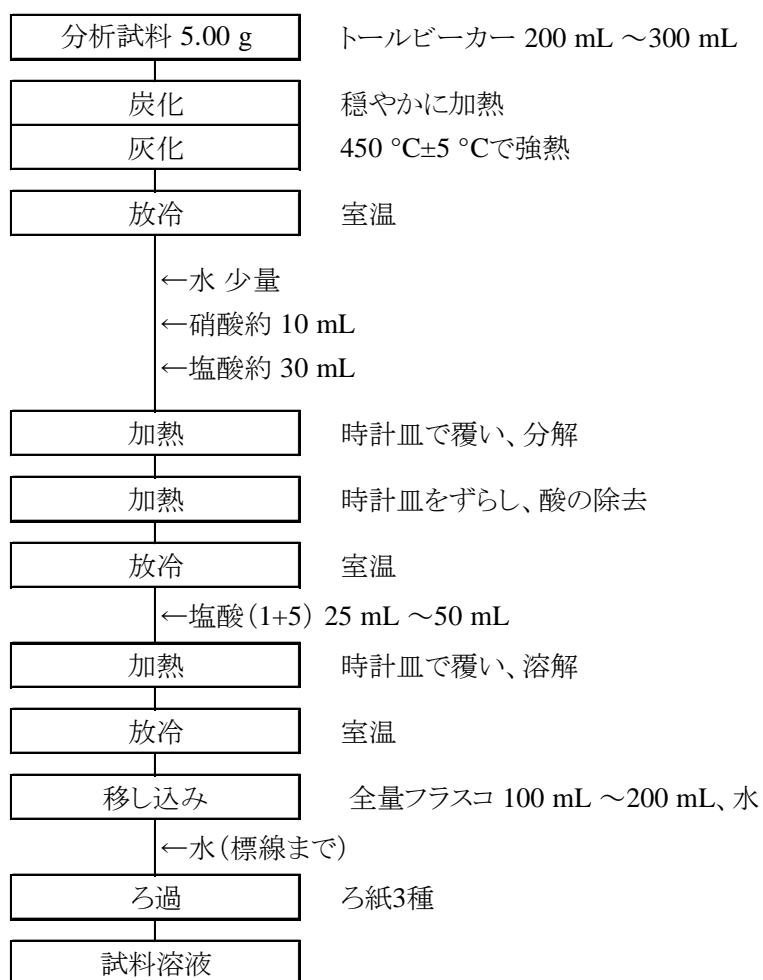 分析試料 5.00 g トールビーカー 200 mL ～300 mL
炭化 穏やかに加熱
灰化 450 °C±5 °Cで強熱
放冷 室温
←水 少量
←硝酸約 10 mL
←塩酸約 30 mL
加熱 時計皿で覆い、分解
加熱 時計皿をずらし、酸の除去
放冷 室温
←塩酸(1+5) 25 mL ～50 mL
加熱 時計皿で覆い、溶解
放冷 室温
移し込み 全量フラスコ 100 mL ～200 mL、水
←水(標線まで)
ろ過 ろ紙3種
試料溶液